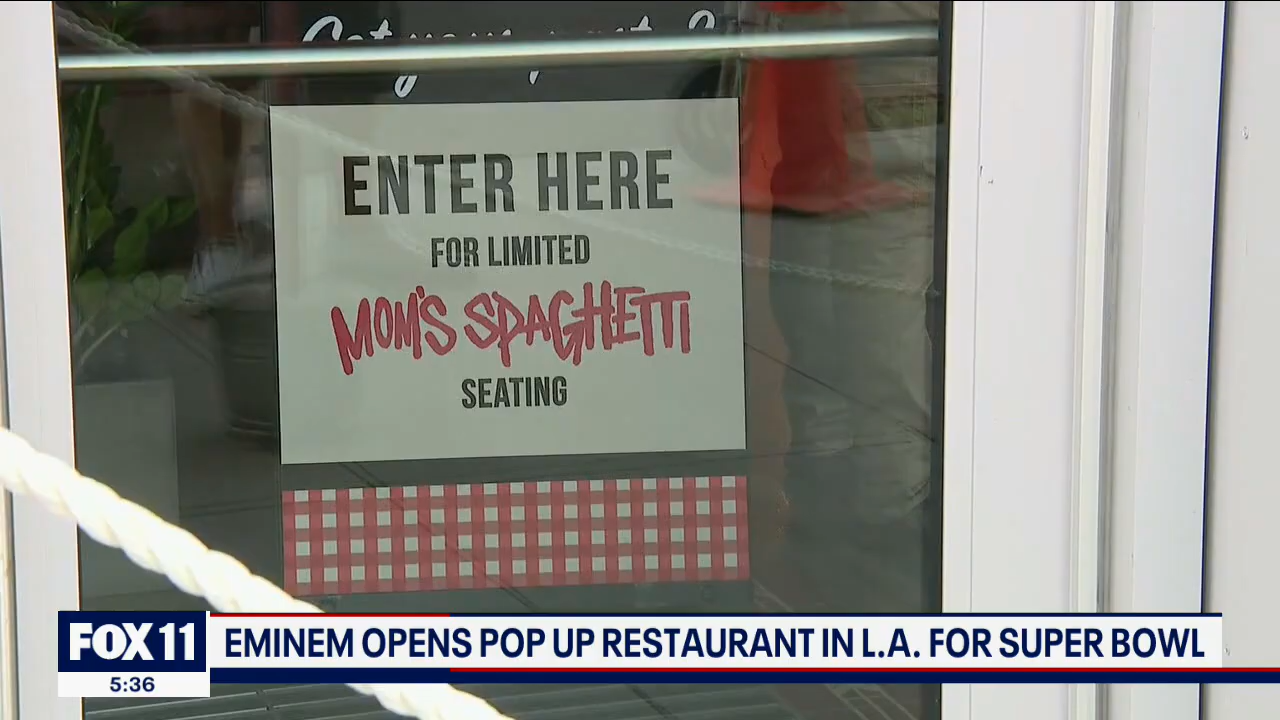 ENTER HERE
FOR LIMITED
MOM'S SPAGHETTI
SEATING
FOX 11
EMINEM OPENS POP UP RESTAURANT IN L.A. FOR SUPER BOWL
5:36